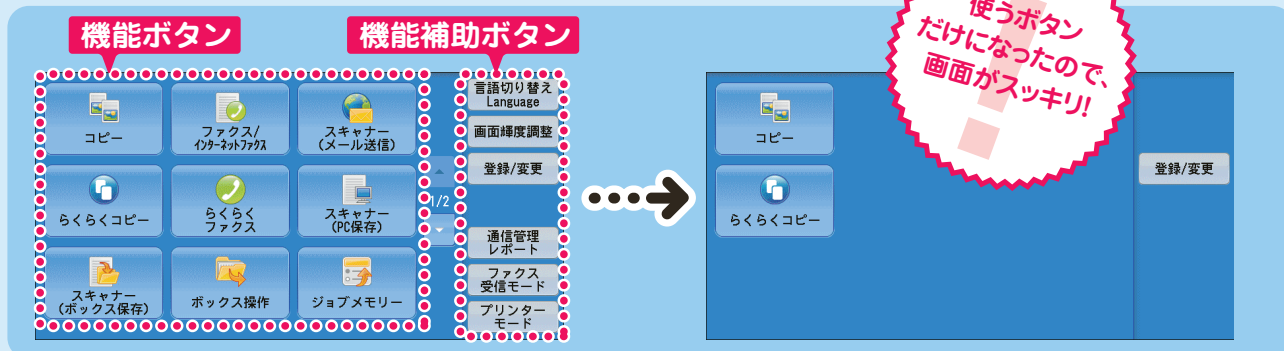 機能ボタン
機能補助ボタン
コピー
ファクス/
インターネットファクス
スキャナー
(メール送信)
らくらくコピー
らくらく
ファクス
スキャナー
(PC保存)
スキャナー
(ボックス保存)
ボックス操作
ジョブメモリー
1/2
言語切り替え
Language
画面輝度調整
登録/変更
通信管理
レポート
ファクス
受信モード
プリンター
モード
使うボタン
だけになったので、
画面がスッキリ!
コピー
らくらくコピー
登録/変更